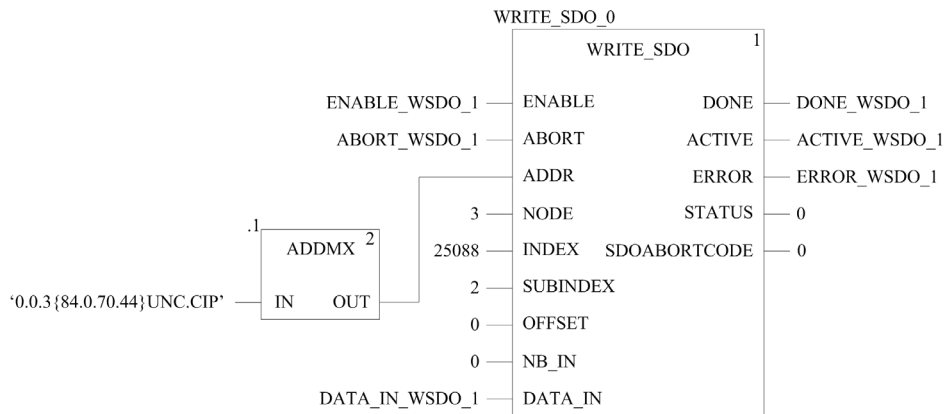 WRITE_SDO_0
WRITE_SDO 1
ENABLE_WSDO_1 ENABLE DONE DONE_WSDO_1
ABORT_WSDO_1 ABORT ACTIVE ACTIVE_WSDO_1
ADDR ERROR ERROR_WSDO_1
3 NODE STATUS 0
.1 ADDMX 2
25088 INDEX SDOABORTCODE 0
2 SUBINDEX
‘0.0.3{84.0.70.44}UNC.CIP’ IN OUT
0 OFFSET
0 NB_IN
DATA_IN_WSDO_1 DATA_IN